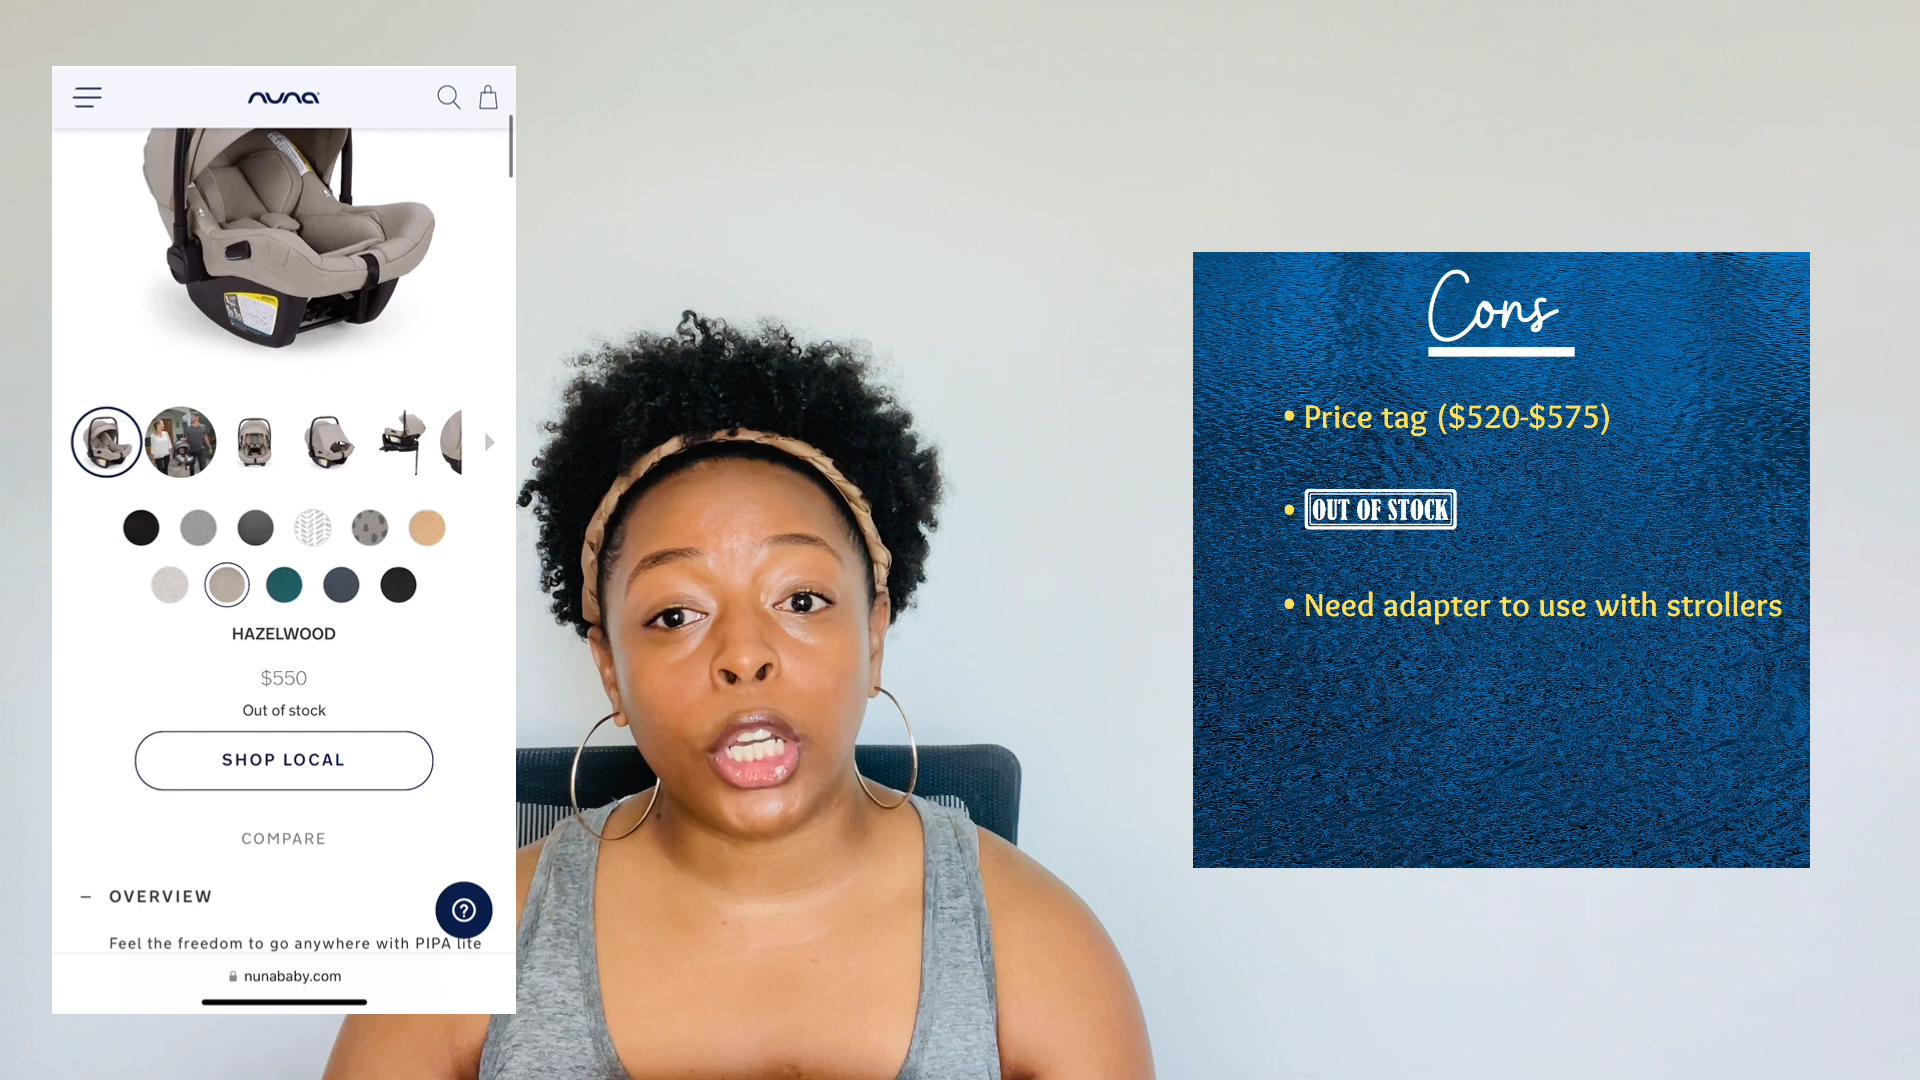 nuna
HAZELWOOD
$550
Out of stock
SHOP LOCAL
COMPARE
– OVERVIEW
Feel the freedom to go anywhere with PIPA lite
nunababy.com
Cons
• Price tag ($520-$575)
• OUT OF STOCK
• Need adapter to use with strollers